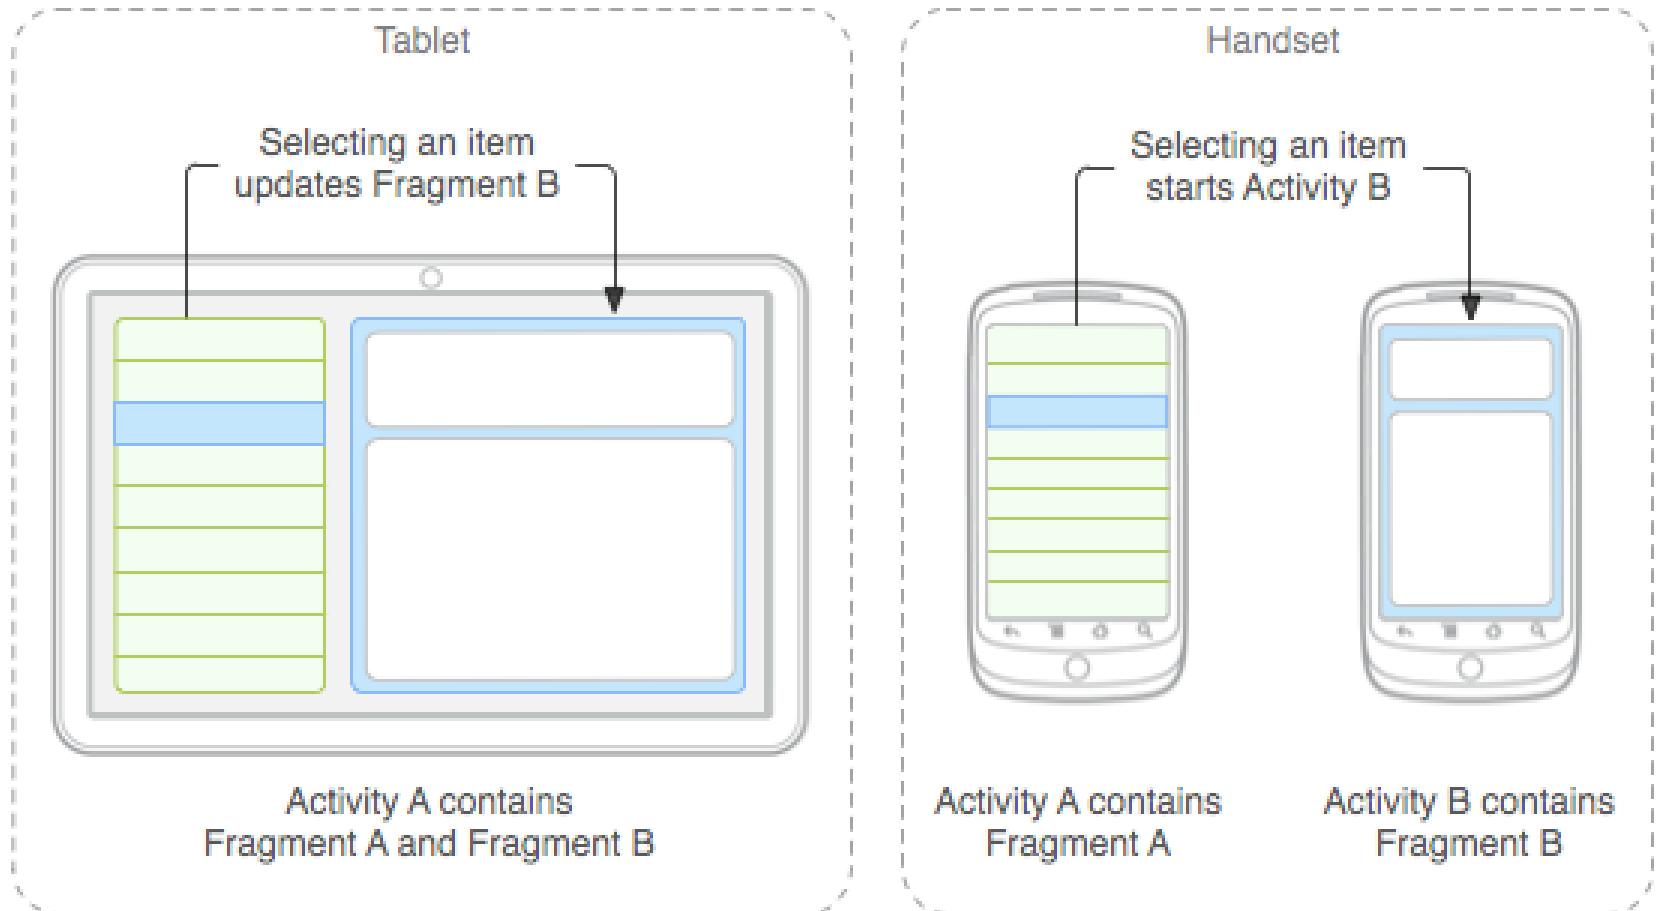 Tablet
Selecting an item
updates Fragment B
Activity A contains
Fragment A and Fragment B
Handset
Selecting an item
starts Activity B
Activity A contains
Fragment A
Activity B contains
Fragment B